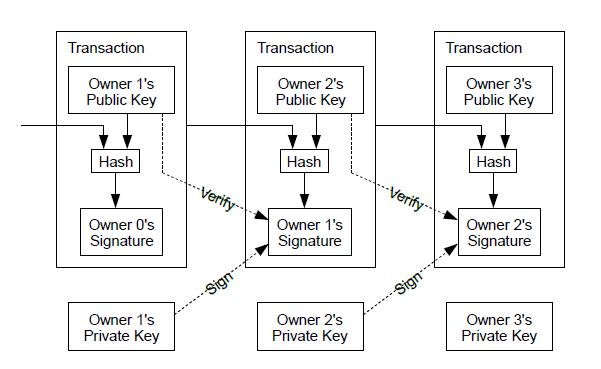 Transaction
Owner 1's
Public Key
Hash
Owner 0's
Signature
Transaction
Owner 2's
Public Key
Hash
Owner 1's
Signature
Transaction
Owner 3's
Public Key
Hash
Owner 2's
Signature
Verify
Verify
Sign
Sign
Owner 1's
Private Key
Owner 2's
Private Key
Owner 3's
Private Key